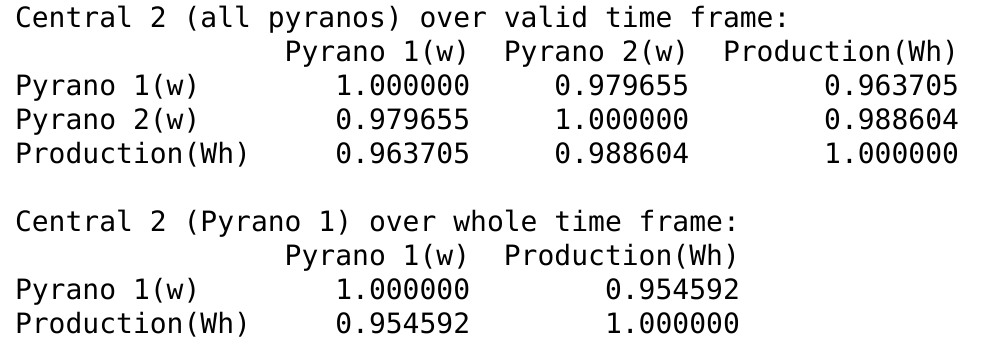 Central 2 (all pyranos) over valid time frame:
Pyrano 1(w) Pyrano 2(w) Production(Wh)
Pyrano 1(w) 1.000000 0.979655 0.963705
Pyrano 2(w) 0.979655 1.000000 0.988604
Production(Wh) 0.963705 0.988604 1.000000
Central 2 (Pyrano 1) over whole time frame:
Pyrano 1(w) Production(Wh)
Pyrano 1(w) 1.000000 0.954592
Production(Wh) 0.954592 1.000000